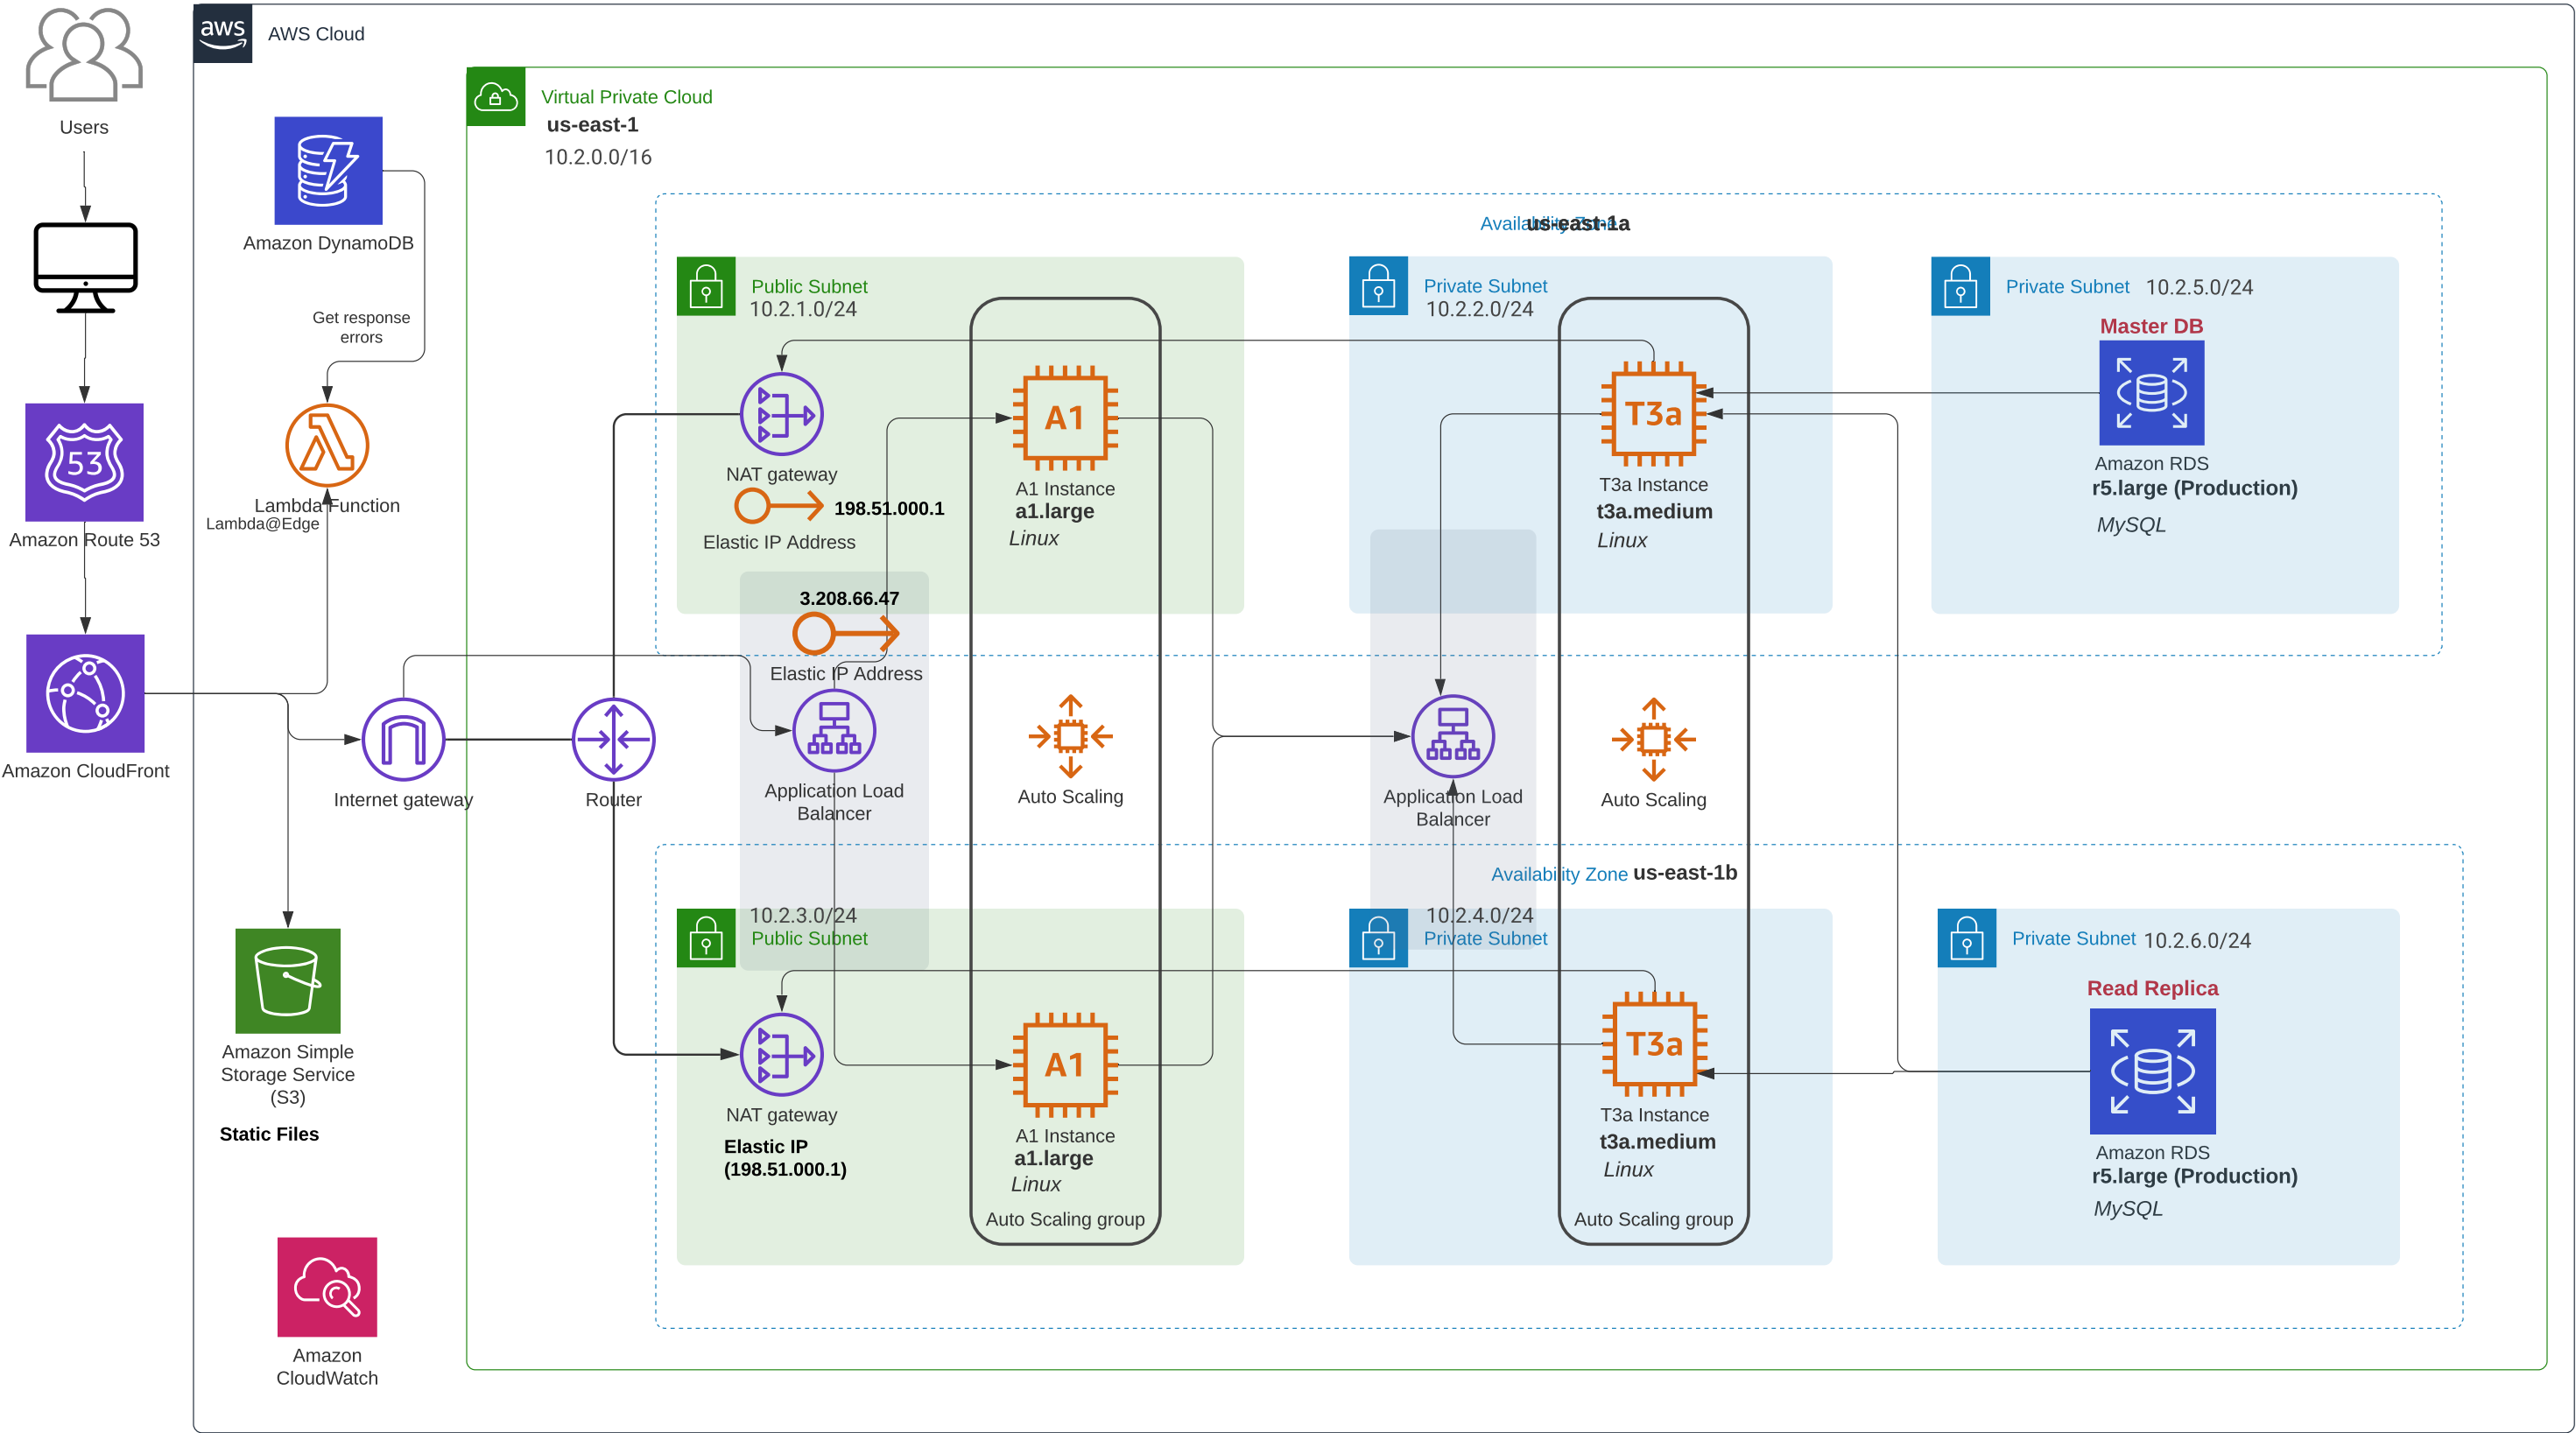 aws
AWS Cloud
Users
Virtual Private Cloud
us-east-1
10.2.0.0/16
Amazon DynamoDB
Get response
errors
Lambda Function
Lambda@Edge
53
Amazon Route 53
Amazon CloudFront
Internet gateway
Router
Amazon Simple
Storage Service
(S3)
Static Files
Amazon
CloudWatch
Availability Zone
us-east-1a
Public Subnet
10.2.1.0/24
NAT gateway
198.51.000.1
Elastic IP Address
A1
A1 Instance
a1.large
Linux
3.208.66.47
Elastic IP Address
Application Load
Balancer
Auto Scaling
Private Subnet
10.2.2.0/24
T3a
T3a Instance
t3a.medium
Linux
Application Load
Balancer
Auto Scaling
Private Subnet 10.2.5.0/24
Master DB
Amazon RDS
r5.large (Production)
MySQL
Availability Zone us-east-1b
10.2.3.0/24
Public Subnet
NAT gateway
Elastic IP
(198.51.000.1)
A1
A1 Instance
a1.large
Linux
Auto Scaling group
10.2.4.0/24
Private Subnet
T3a
T3a Instance
t3a.medium
Linux
Auto Scaling group
Private Subnet 10.2.6.0/24
Read Replica
Amazon RDS
r5.large (Production)
MySQL